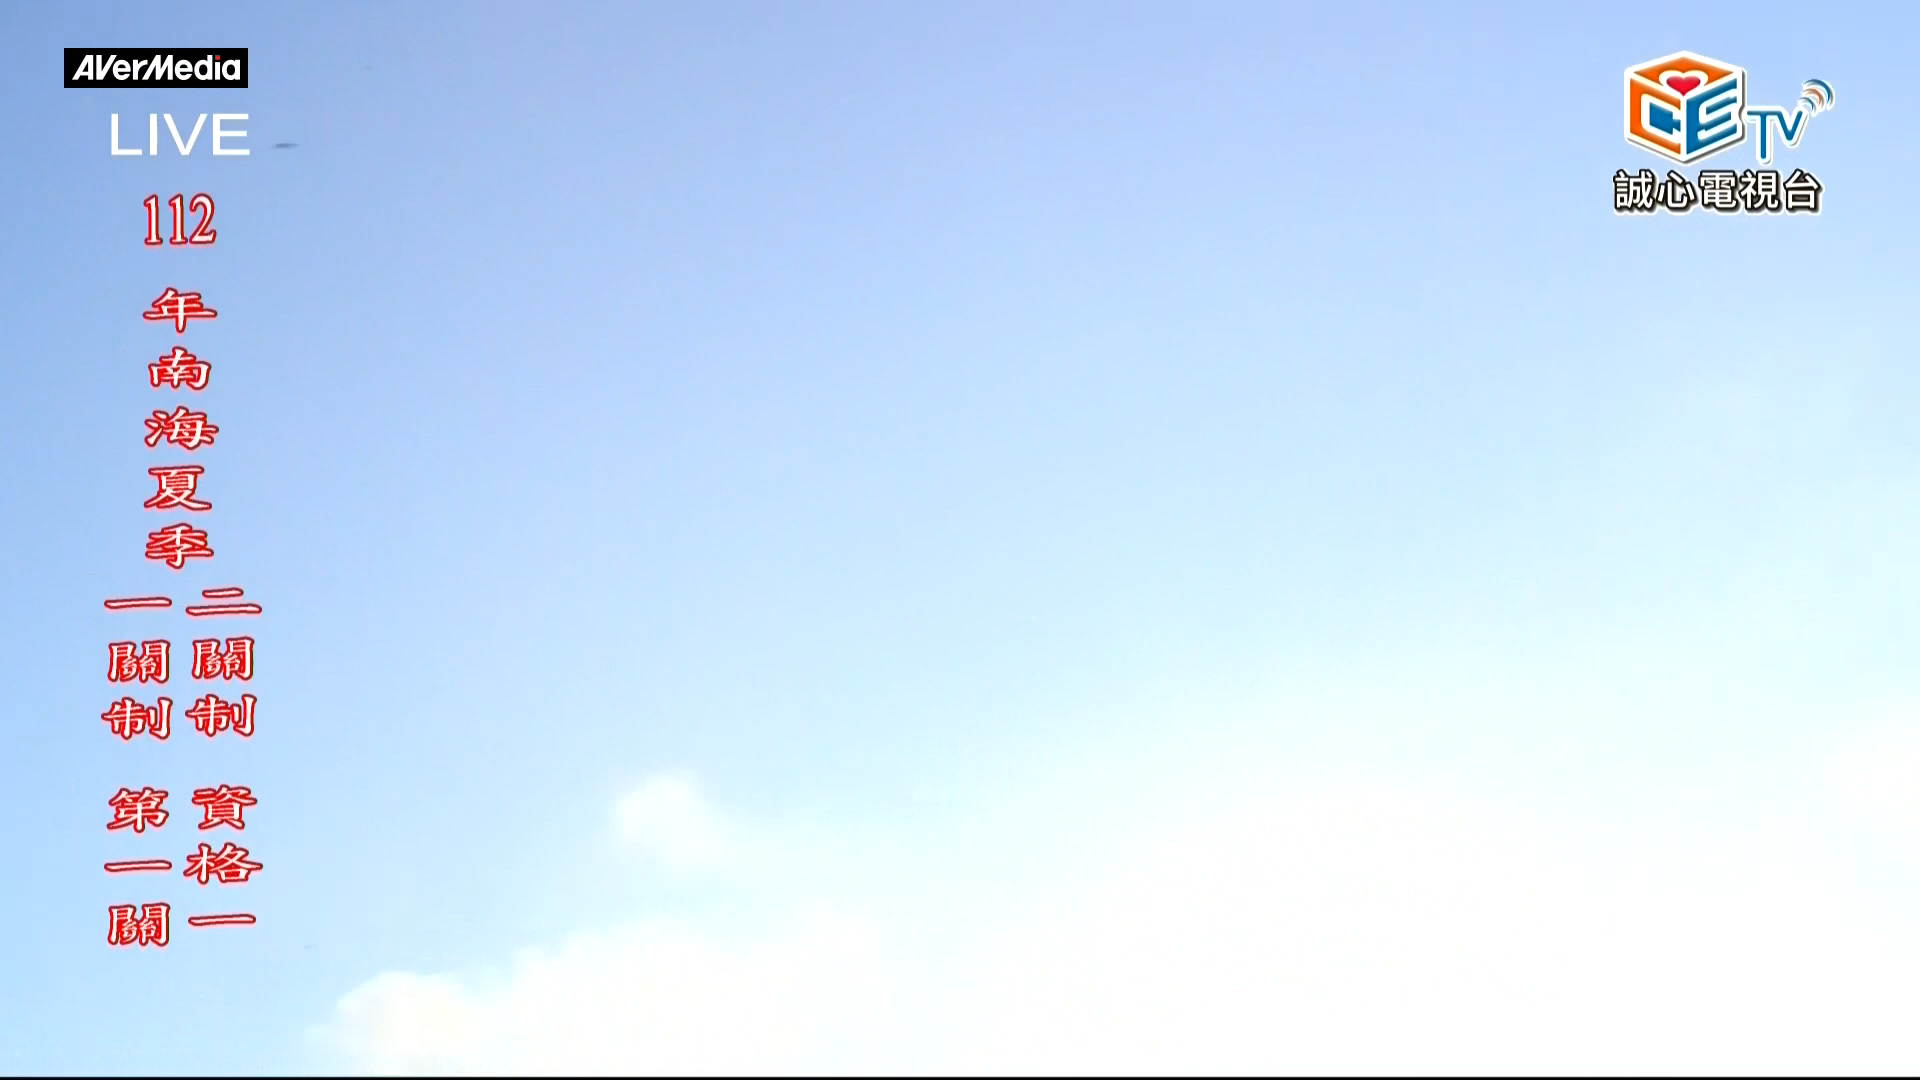 AVerMedia
LIVE
112
年南海夏季
二關制 資格一
一關制 第一關
CS TV
誠心電視台